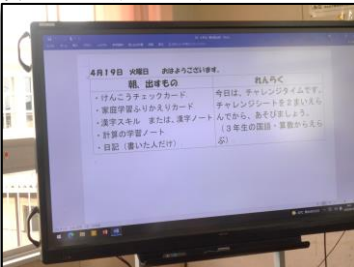 4月19日　火曜日　おはようございます。
朝、出すもの
・けんこうチェックカード
・家庭学習ふりかえりカード
・漢字スキル　または、漢字ノート
・計算の学習ノート
・日記（書いた人だけ）
れんらく
今日は、チャレンジタイムです。
チャレンジシートを２まいえら
んでから、あそびましょう。
（３年生の国語・算数からえら
ぶ）